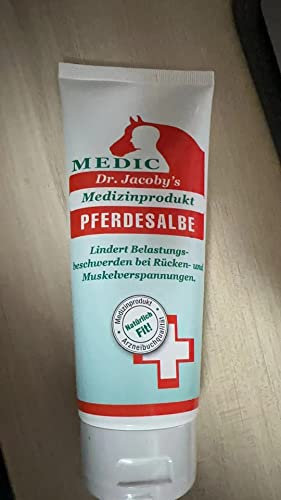 MEDIC
Dr. Jacoby's
Medizinprodukt
PFERDESALBE
Lindert Belastungs-
beschwerden bei Rücken- und
Muskelverspannungen.
Medizinprodukt
Natürlich
Fit!
Arzneibuchqualität